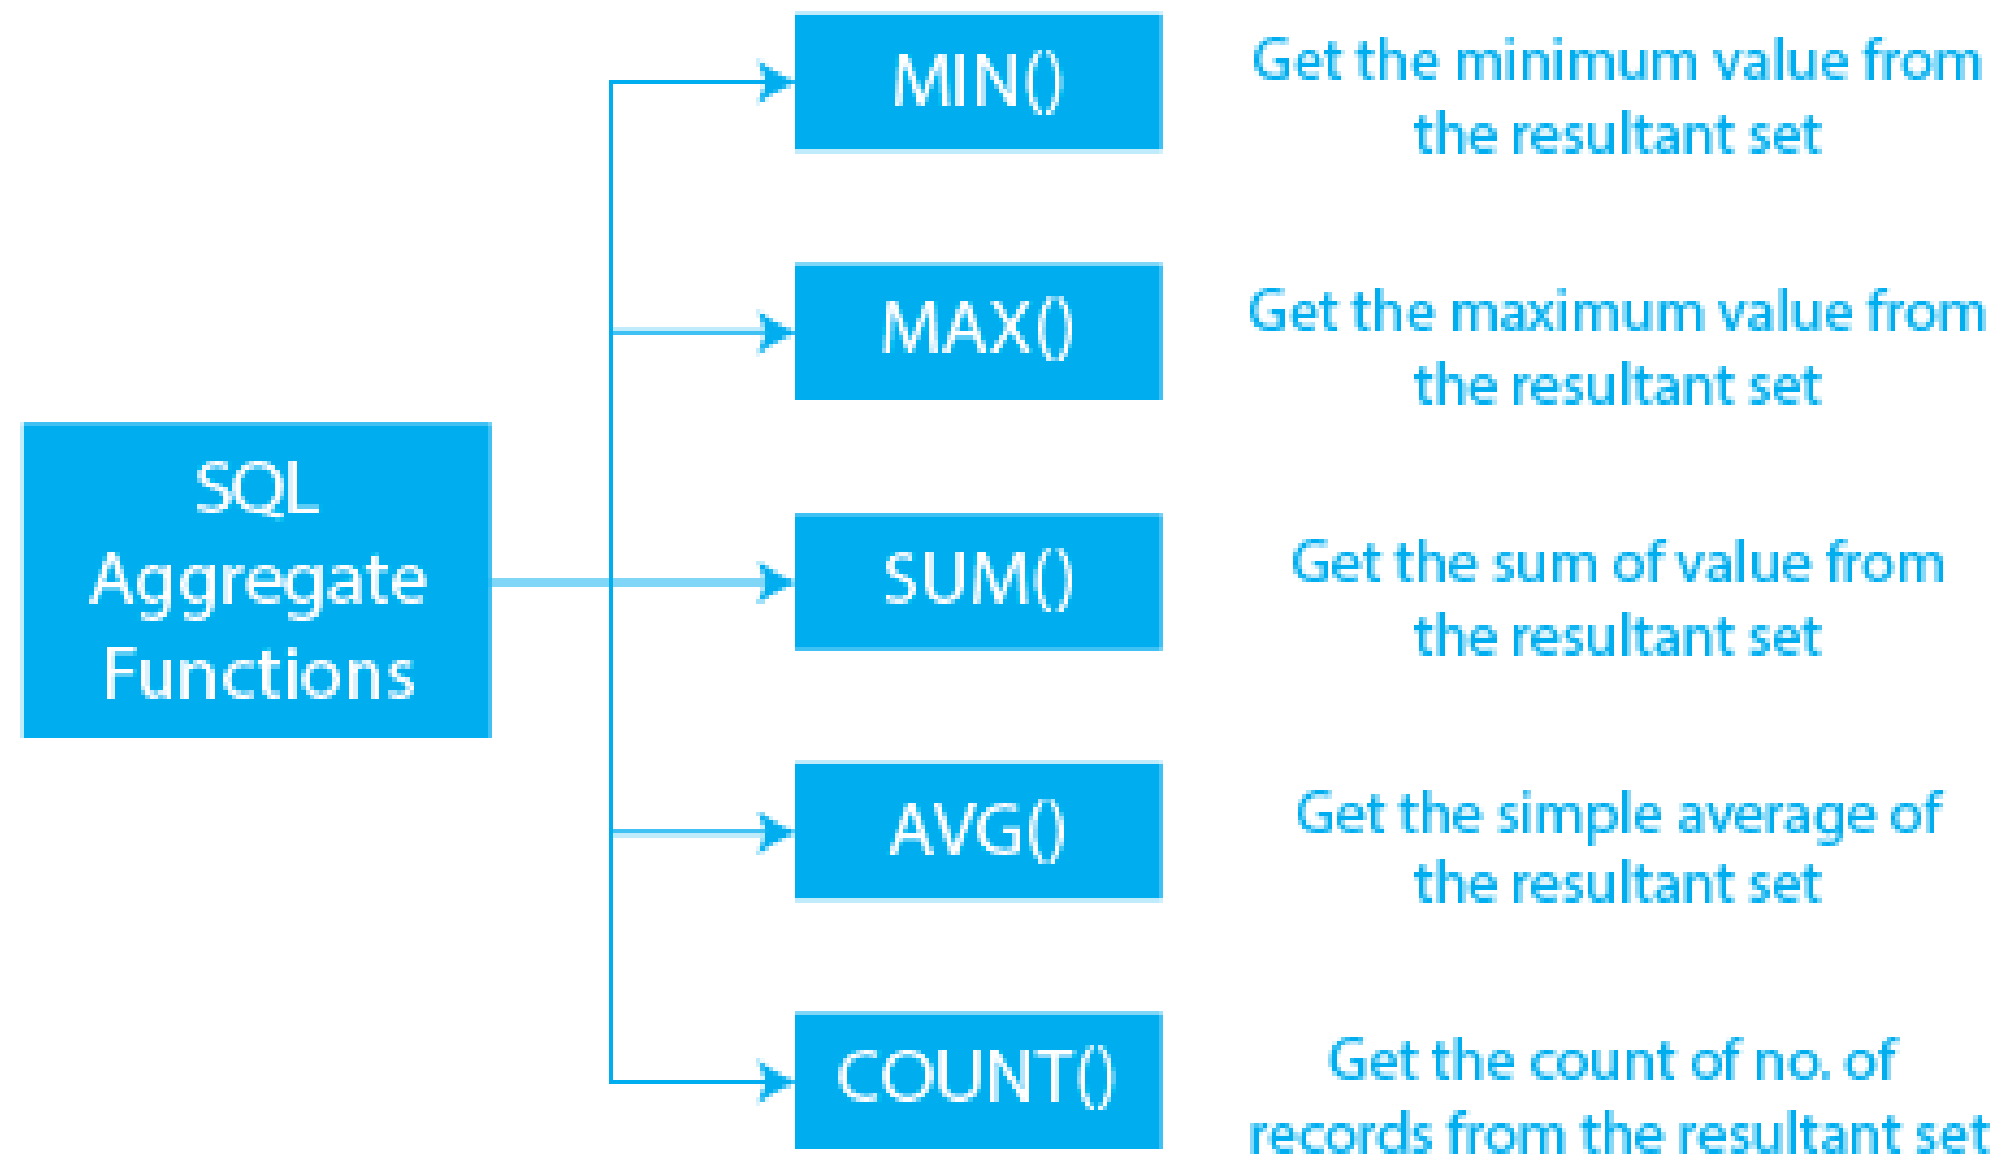 SQL
Aggregate
Functions
MIN()
Get the minimum value from
the resultant set
MAX()
Get the maximum value from
the resultant set
SUM()
Get the sum of value from
the resultant set
AVG()
Get the simple average of
the resultant set
COUNT()
Get the count of no. of
records from the resultant set